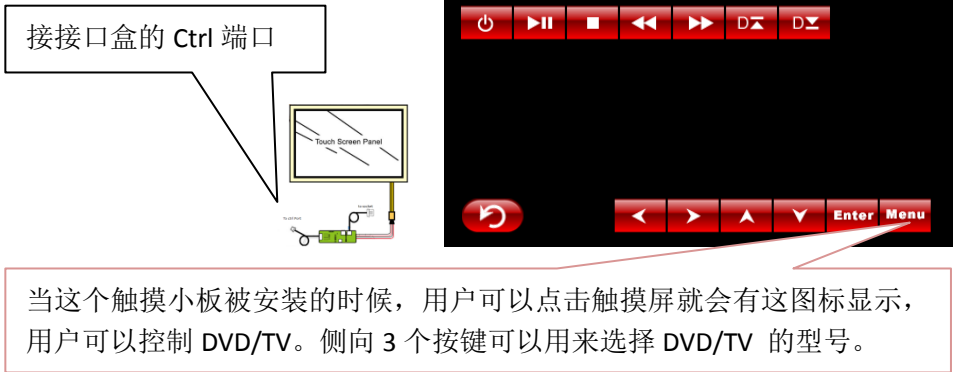 接接口盒的 Ctrl 端口
D
D
Touch Screen Panel
Enter Menu
当这个触摸小板被安装的时候，用户可以点击触摸屏就会有这图标显示，
用户可以控制 DVD/TV。侧向 3 个按键可以用来选择 DVD/TV 的型号。